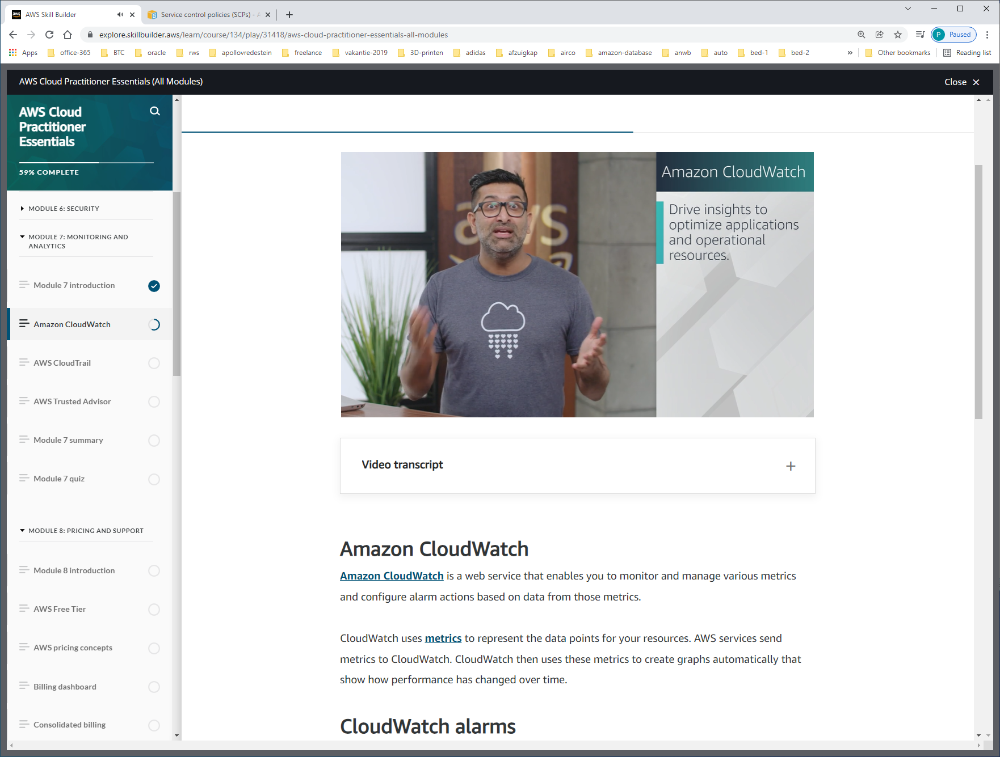 aws AWS Skill Builder
Service control policies (SCPs) -
explore.skillbuilder.aws/learn/course/134/play/31418/aws-cloud-practitioner-essentials-all-modules
P Paused
Apps office-365 BTC oracle rws apollovredestein freelance vakantie-2019 3D-printen adidas afzuigkap airco amazon-database anwb auto bed-1 bed-2 » Other bookmarks Reading list
AWS Cloud Practitioner Essentials (All Modules)
Close
AWS Cloud
Practitioner
Essentials
59% COMPLETE
MODULE 6: SECURITY
MODULE 7: MONITORING AND
ANALYTICS
Module 7 introduction
Amazon CloudWatch
AWS CloudTrail
AWS Trusted Advisor
Module 7 summary
Module 7 quiz
MODULE 8: PRICING AND SUPPORT
Module 8 introduction
AWS Free Tier
AWS pricing concepts
Billing dashboard
Consolidated billing
aws
Amazon CloudWatch
Drive insights to
optimize applications
and operational
resources.
Video transcript
Amazon CloudWatch
Amazon CloudWatch is a web service that enables you to monitor and manage various metrics
and configure alarm actions based on data from those metrics.
CloudWatch uses metrics to represent the data points for your resources. AWS services send
metrics to CloudWatch. CloudWatch then uses these metrics to create graphs automatically that
show how performance has changed over time.
CloudWatch alarms